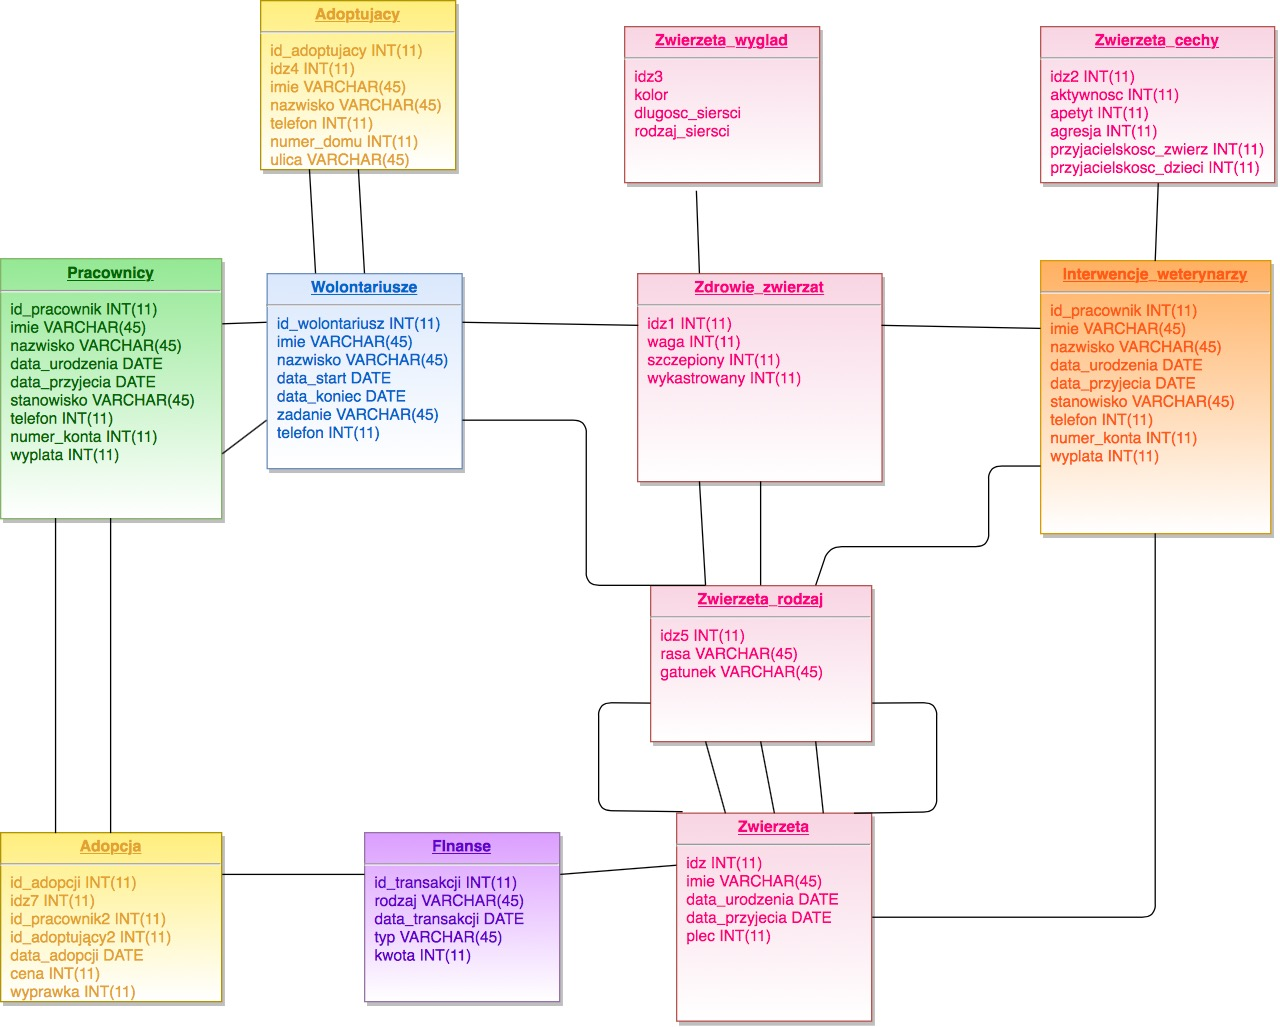 Adoptujacy
id_adoptujacy INT(11)
idz4 INT(11)
imie VARCHAR(45)
nazwisko VARCHAR(45)
telefon INT(11)
numer_domu INT(11)
ulica VARCHAR(45)
Zwierzeta_wyglad
idz3
kolor
dlugosc_siersci
rodzaj_siersci
Zwierzeta_cechy
idz2 INT(11)
aktywnosc INT(11)
apetyt INT(11)
agresja INT(11)
przyjacielskosc_zwierz INT(11)
przyjacielskosc_dzieci INT(11)
Pracownicy
id_pracownik INT(11)
imie VARCHAR(45)
nazwisko VARCHAR(45)
data_urodzenia DATE
data_przyjecia DATE
stanowisko VARCHAR(45)
telefon INT(11)
numer_konta INT(11)
wyplata INT(11)
Wolontariusze
id_wolontariusz INT(11)
imie VARCHAR(45)
nazwisko VARCHAR(45)
data_start DATE
data_koniec DATE
zadanie VARCHAR(45)
telefon INT(11)
Zdrowie_zwierzat
idz1 INT(11)
waga INT(11)
szczepiony INT(11)
wykastrowany INT(11)
Interwencje_weterynarzy
id_pracownik INT(11)
imie VARCHAR(45)
nazwisko VARCHAR(45)
data_urodzenia DATE
data_przyjecia DATE
stanowisko VARCHAR(45)
telefon INT(11)
numer_konta INT(11)
wyplata INT(11)
Zwierzeta_rodzaj
idz5 INT(11)
rasa VARCHAR(45)
gatunek VARCHAR(45)
Adopcja
id_adopcji INT(11)
idz7 INT(11)
id_pracownik2 INT(11)
id_adoptujący2 INT(11)
data_adopcji DATE
cena INT(11)
wyprawka INT(11)
FInanse
id_transakcji INT(11)
rodzaj VARCHAR(45)
data_transakcji DATE
typ VARCHAR(45)
kwota INT(11)
Zwierzeta
idz INT(11)
imie VARCHAR(45)
data_urodzenia DATE
data_przyjecia DATE
plec INT(11)